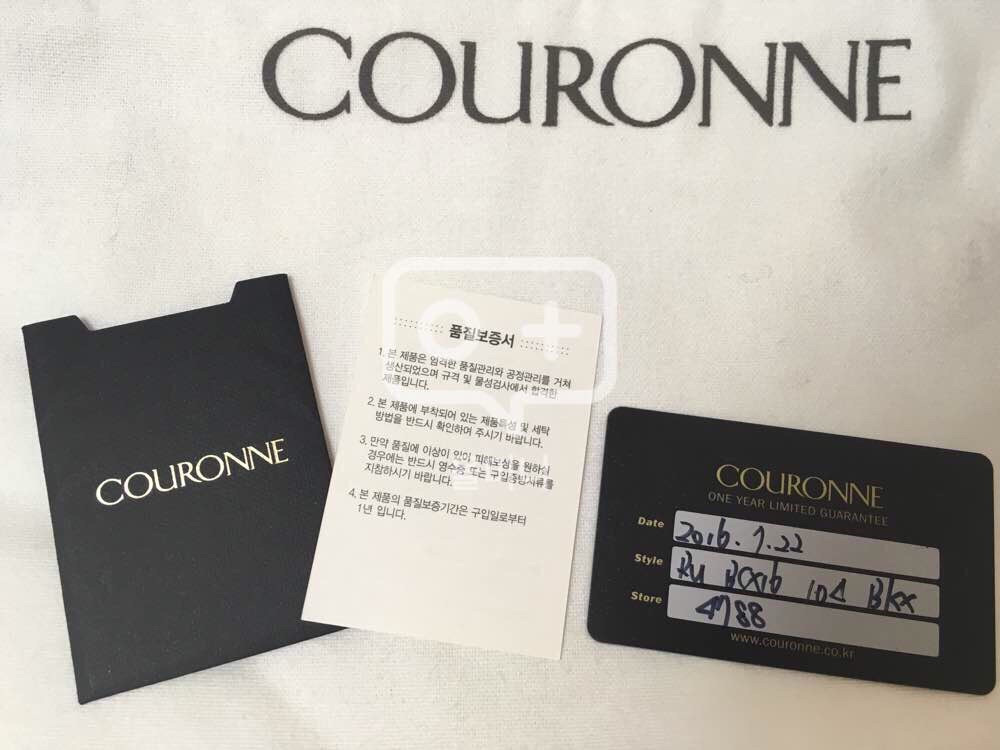 COURONNE
COURONNE
품질보증서
1. 본 제품은 엄격한 품질관리와 공정관리를 거쳐
생산되었으며 규격 및 물성검사에서 합격한
제품입니다.
2. 본 제품에 부착되어 있는 제품특성 및 세탁
방법을 반드시 확인하여 주시기 바랍니다.
3. 만약 품질에 이상이 있어 피해보상을 원하실
경우에는 반드시 영수증 또는 구입증빙서류를
지참하시기 바랍니다.
4. 본 제품의 품질보증기간은 구입일로부터
1년 입니다.
COURONNE
ONE YEAR LIMITED GUARANTEE
Date 2016.7.22
Style 104
Store 4788
www.couronne.co.kr